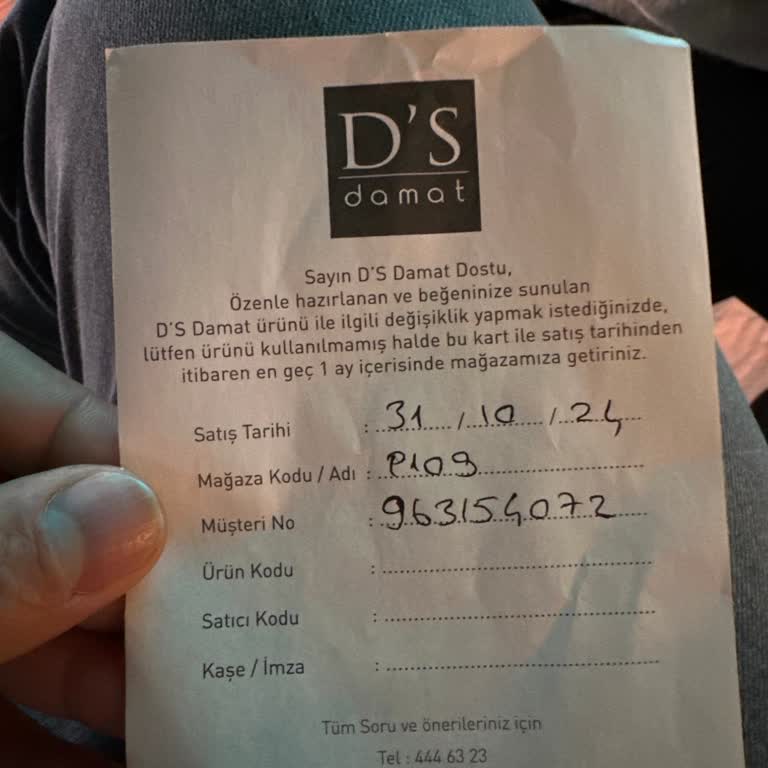 D'S
damat
Sayın D'S Damat Dostu,
Özenle hazırlanan ve beğeninize sunulan
D'S Damat ürünü ile ilgili değişiklik yapmak istediğinizde,
lütfen ürünü kullanılmamış halde bu kart ile satış tarihinden
itibaren en geç 1 ay içerisinde mağazamıza getiriniz.
Satış Tarihi : 31 / 10 / 24
Mağaza Kodu / Adı : P109
Müşteri No : 963154072
Ürün Kodu :
Satıcı Kodu :
Kaşe / İmza :
Tüm Soru ve önerileriniz için
Tel : 444 63 23